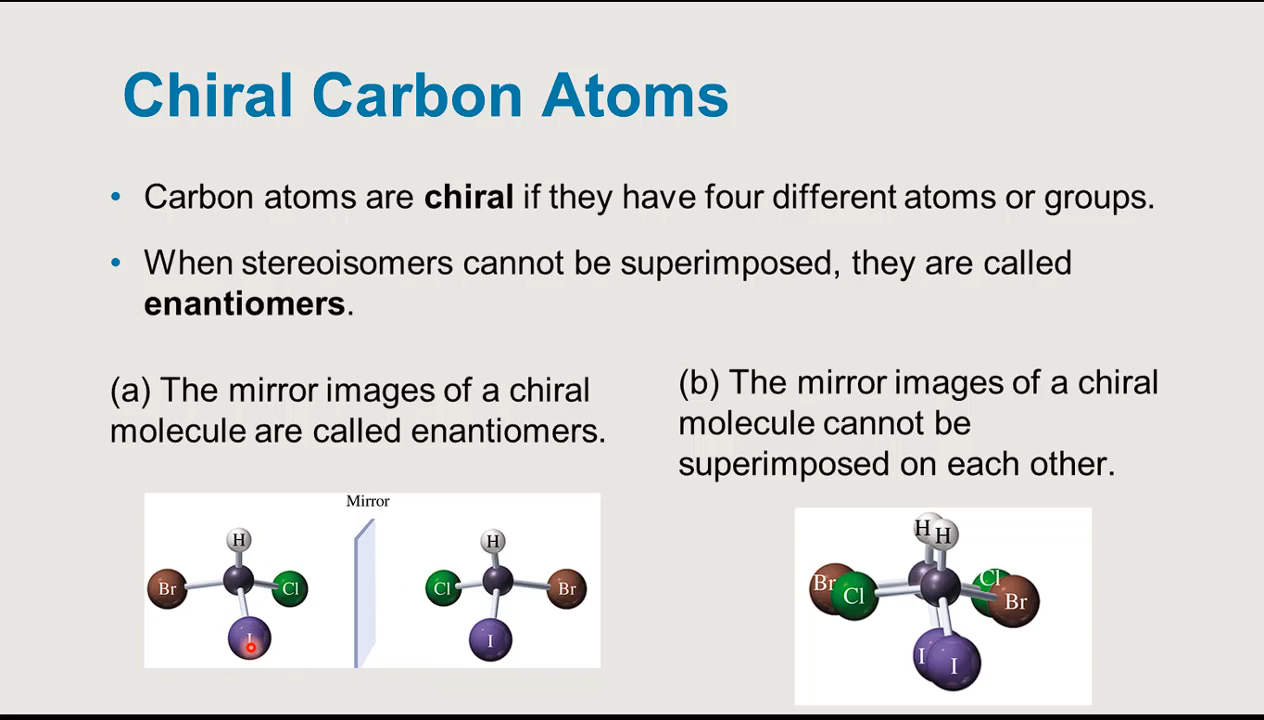 Chiral Carbon Atoms
• Carbon atoms are chiral if they have four different atoms or groups.
• When stereoisomers cannot be superimposed, they are called
enantiomers.
(a) The mirror images of a chiral
molecule are called enantiomers.
(b) The mirror images of a chiral
molecule cannot be
superimposed on each other.
Mirror
H
Br
Cl
I
H
Cl
Br
I
H
H
Br
Cl
Cl
Br
I
I